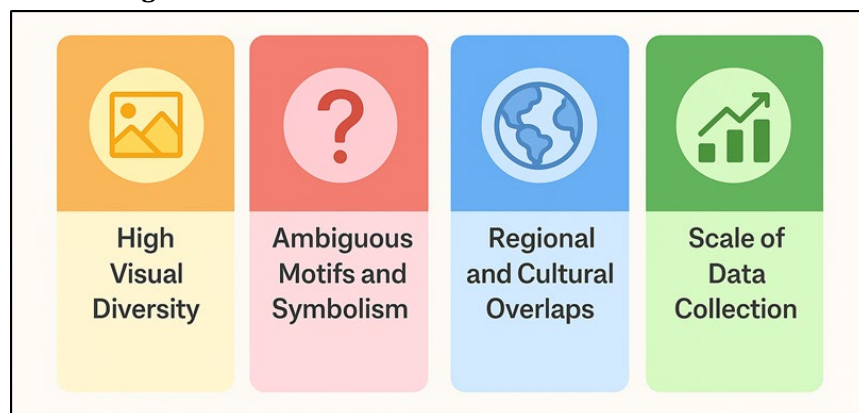 High
Visual
Diversity
Ambiguous
Motifs and
Symbolism
Regional
and Cultural
Overlaps
Scale of
Data
Collection